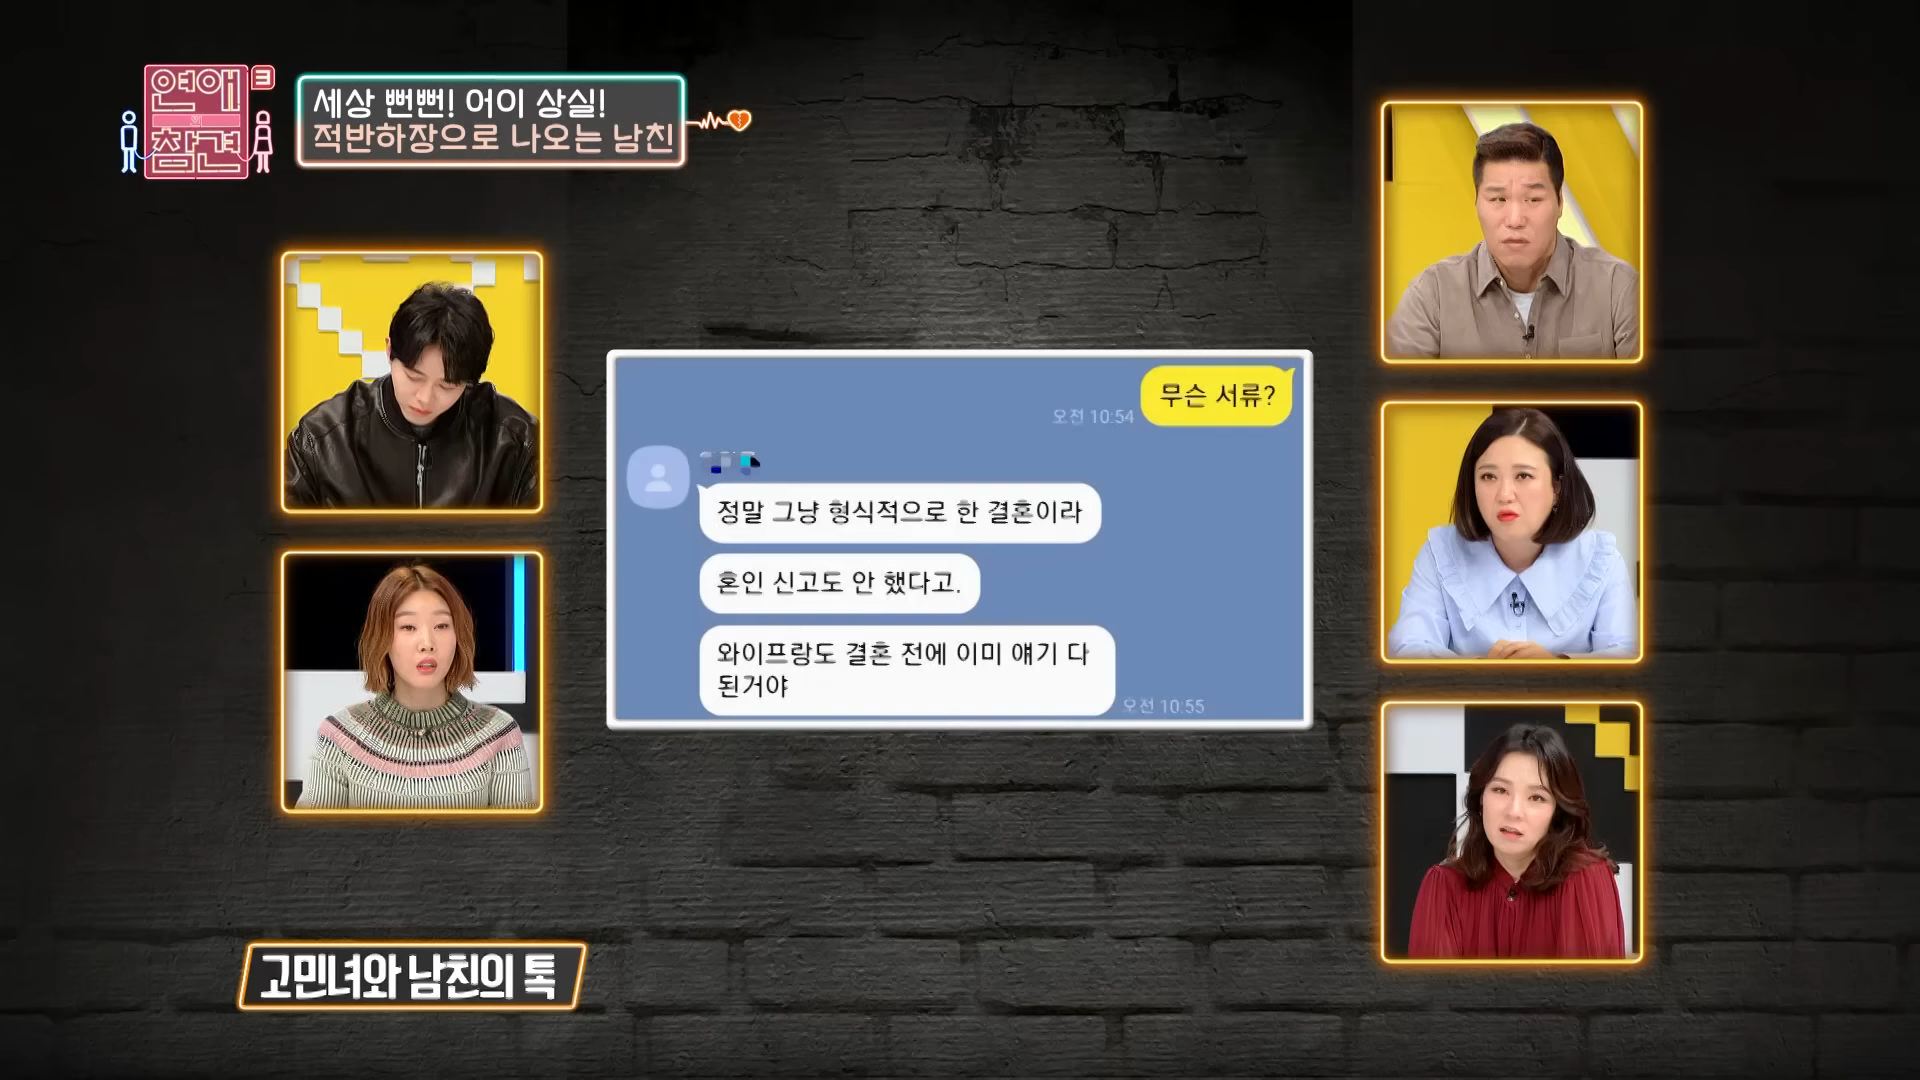 연애 3
의
참견
세상 뻔뻔! 어이 상실!
적반하장으로 나오는 남친
무슨 서류?
오전 10:54
정말 그냥 형식적으로 한 결혼이라
혼인 신고도 안 했다고.
와이프랑도 결혼 전에 이미 얘기 다
된거야
오전 10:55
고민녀와 남친의 톡